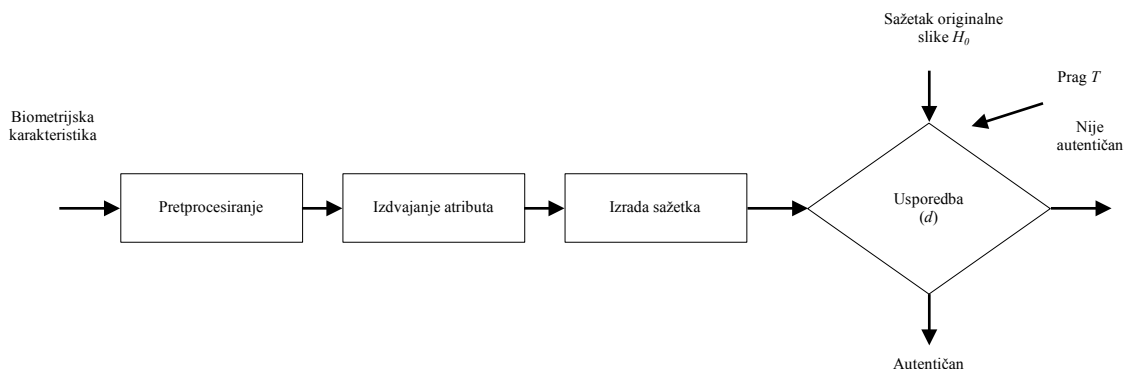 Sažetak originalne
slike H₀
Prag T
Biometrijska
karakteristika
Nije
autentičan
Pretprocesiranje
Izdvajanje atributa
Izrada sažetka
Usporedba
(d)
Autentičan